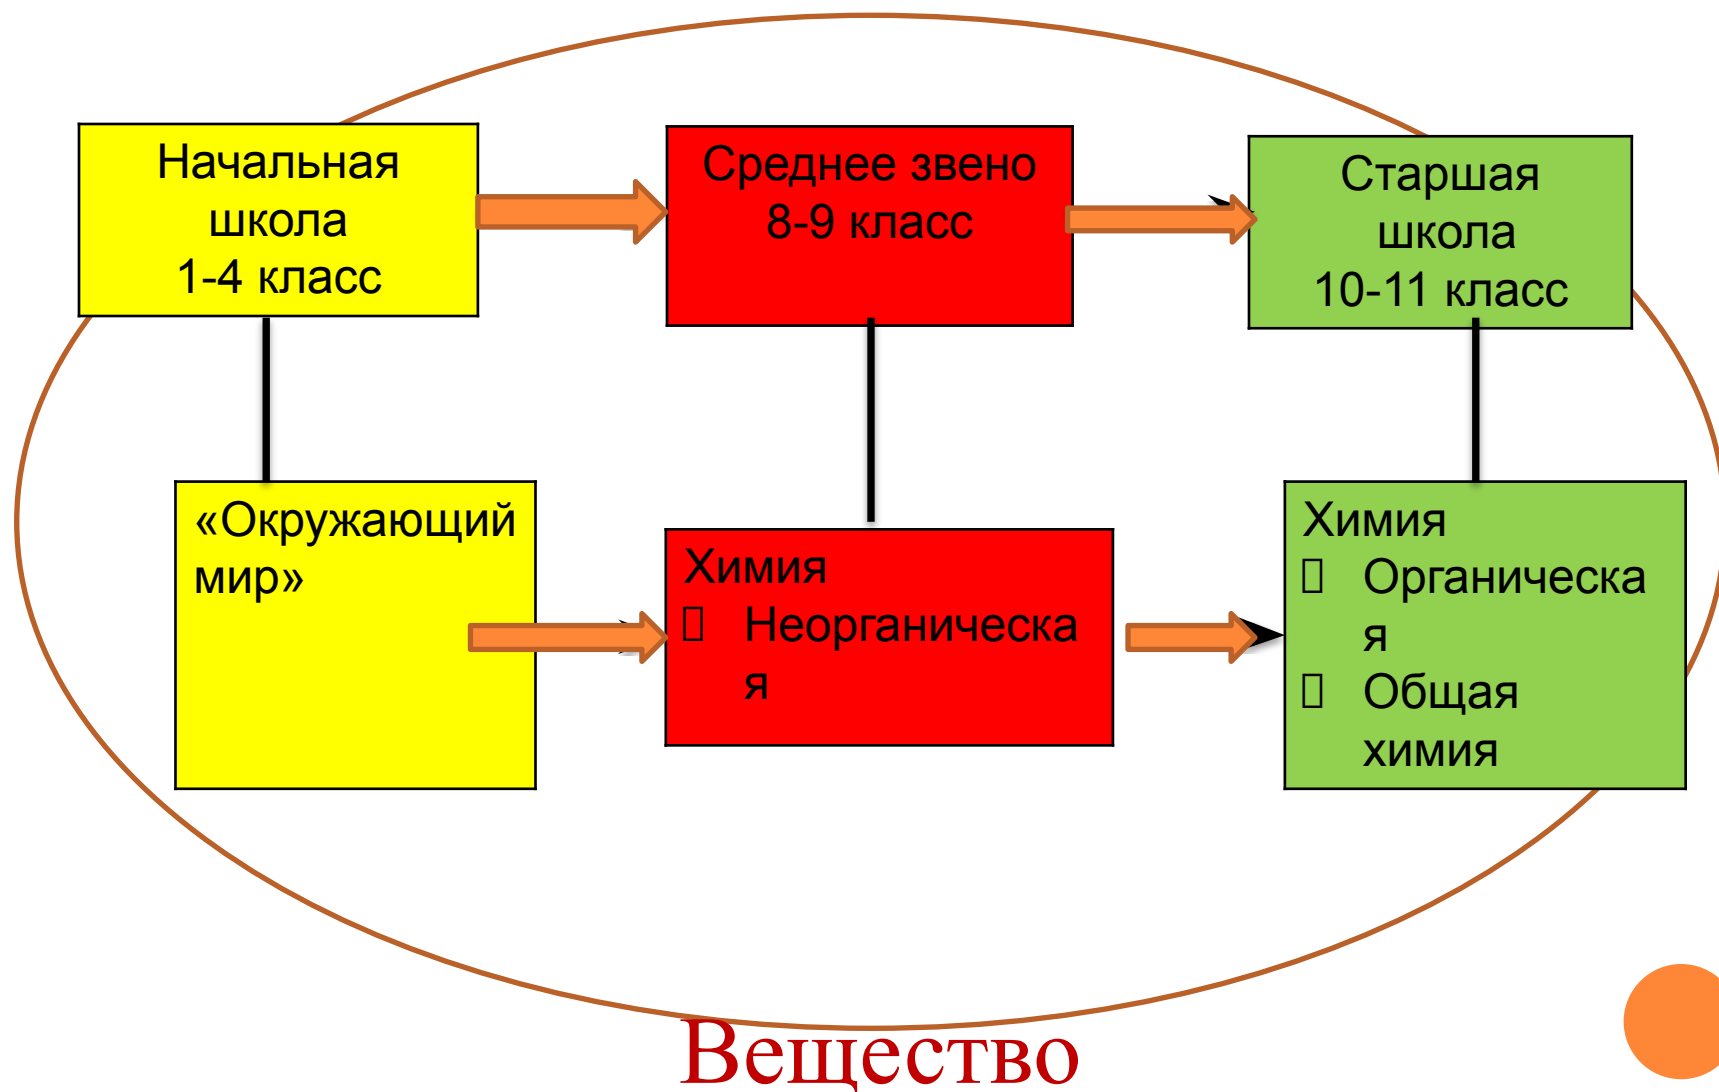 Начальная
школа
1-4 класс
Среднее звено
8-9 класс
Старшая
школа
10-11 класс
«Окружающий
мир»
Химия
Неорганическа
я
Химия
Органическа
я
Общая
химия
Вещество